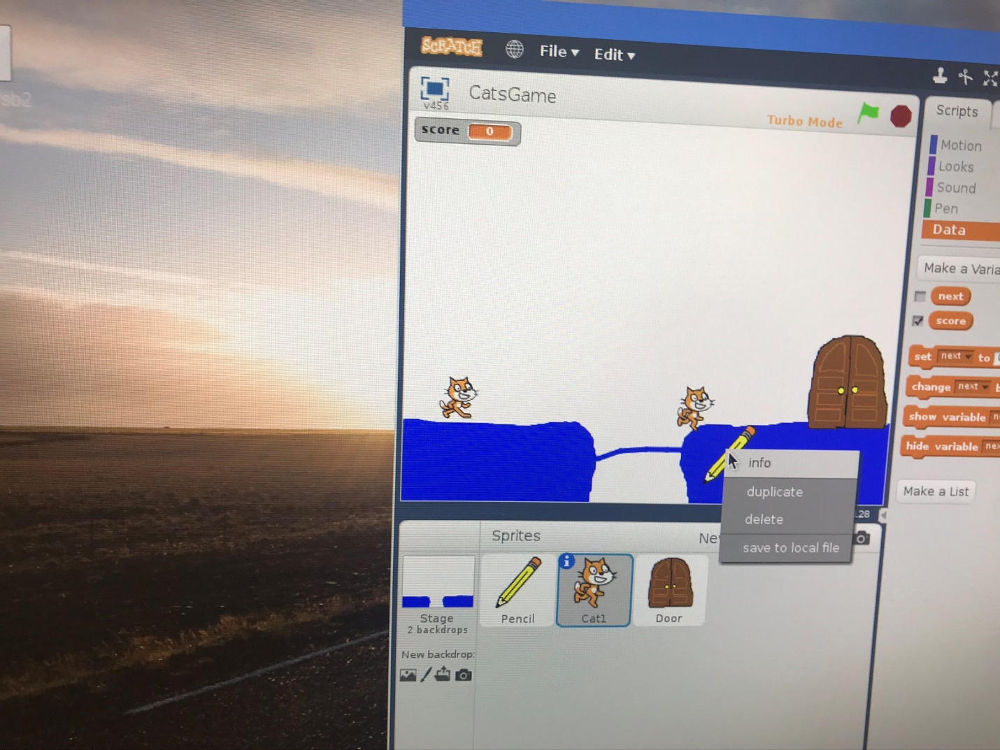 sb2
SCRATCH
File
Edit
v456
CatsGame
Turbo Mode
score 0
Scripts
Motion
Looks
Sound
Pen
Data
Make a Varia
next
score
set next to
change next b
show variable n
hide variable nex
Make a List
info
duplicate
delete
save to local file
28
Sprites
Ne
Stage
2 backdrops
New backdrop:
Pencil
Cat1
Door